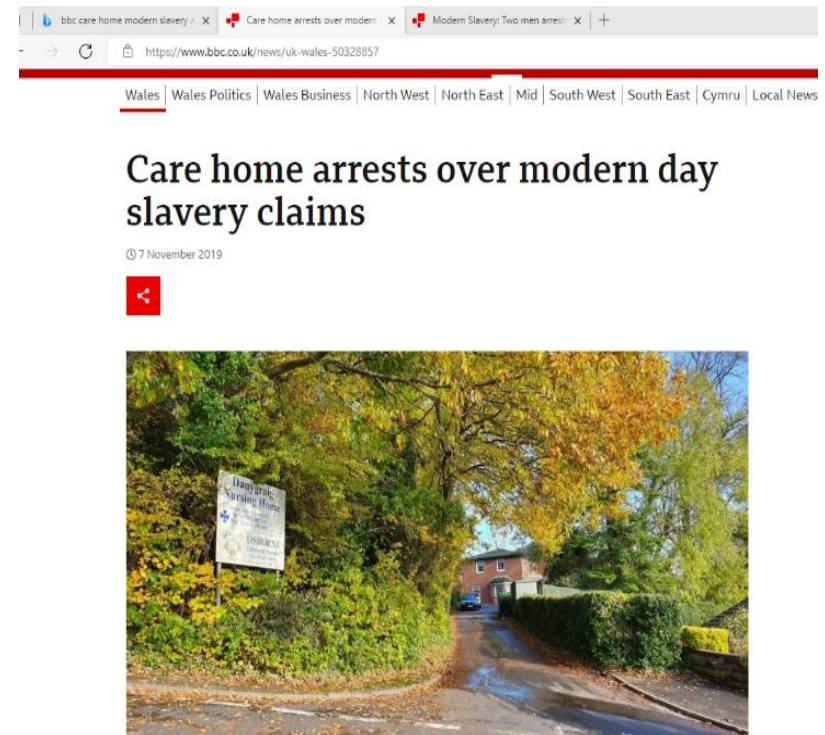 bbc care home modern slavery a
Care home arrests over modern
Modern Slavery: Two men arrest
https://www.bbc.co.uk/news/uk-wales-50328857
Wales Wales Politics Wales Business North West North East Mid South West South East Cymru Local News
Care home arrests over modern day
slavery claims
7 November 2019
Danygraig
Nursing Home
OSBORNE